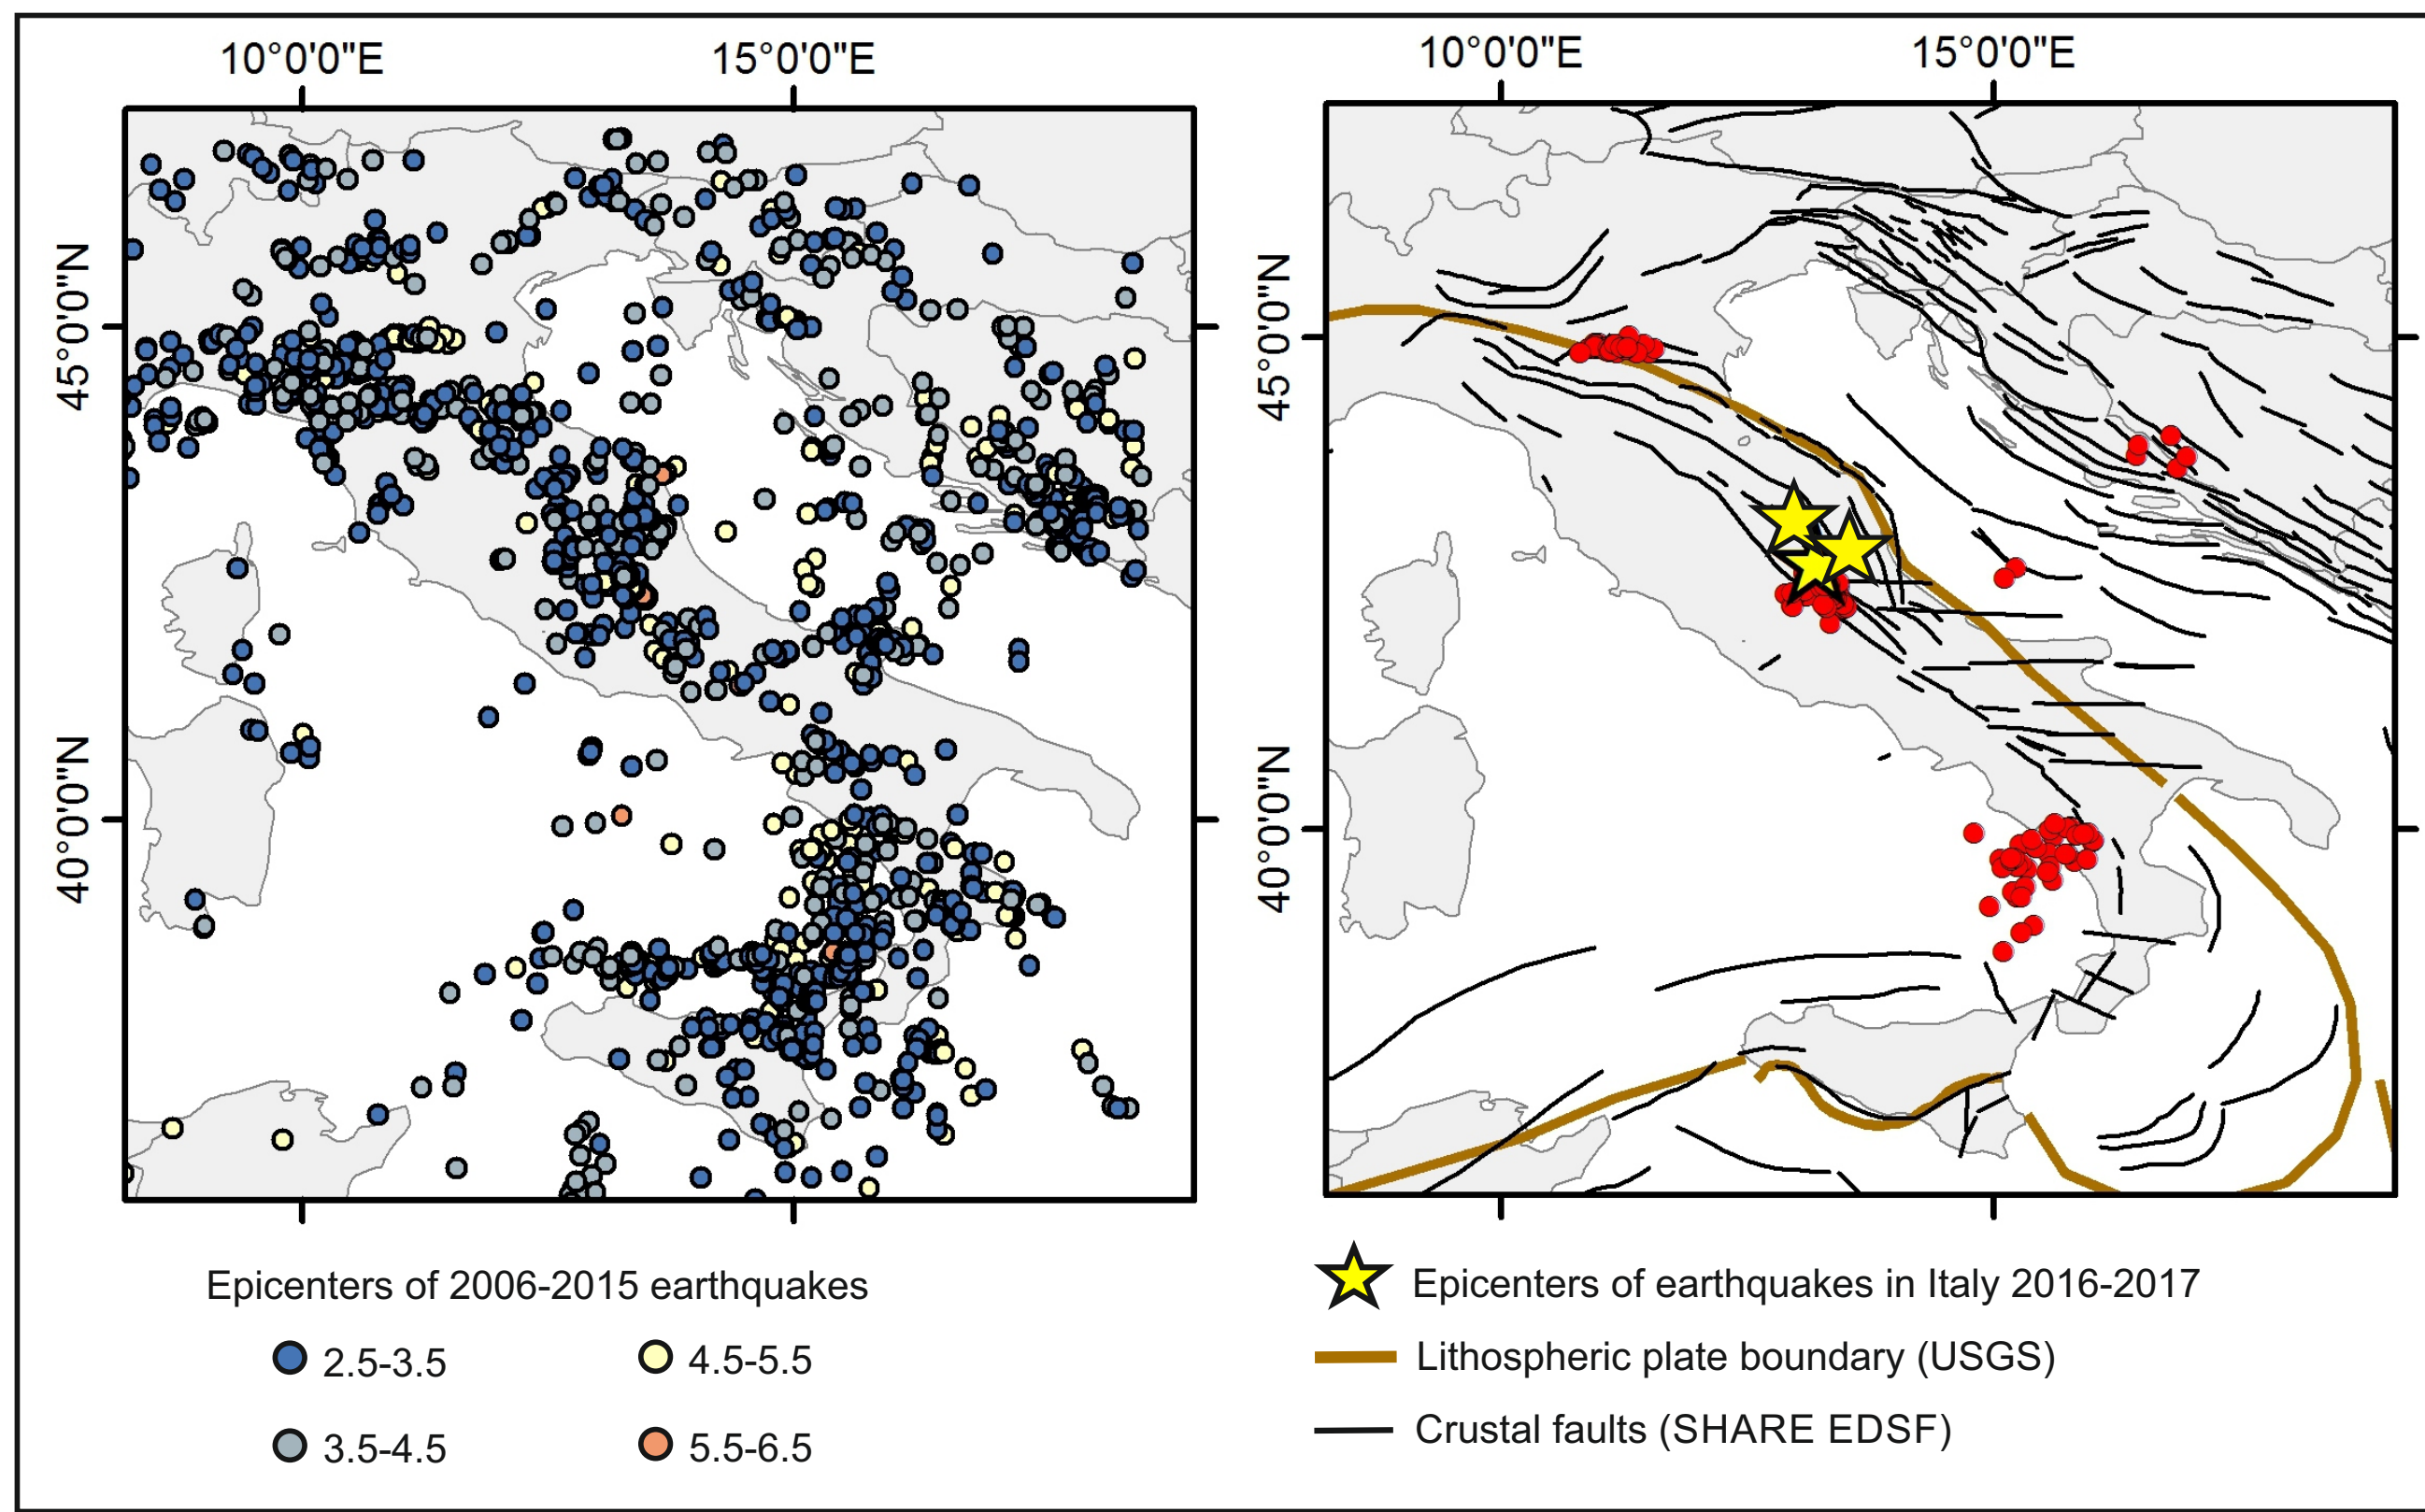 10°0'0"E
15°0'0"E
10°0'0"E
15°0'0"E
45°0'0"N
40°0'0"N
45°0'0"N
40°0'0"N
Epicenters of 2006-2015 earthquakes
2.5-3.5
4.5-5.5
3.5-4.5
5.5-6.5
Epicenters of earthquakes in Italy 2016-2017
Lithospheric plate boundary (USGS)
Crustal faults (SHARE EDSF)